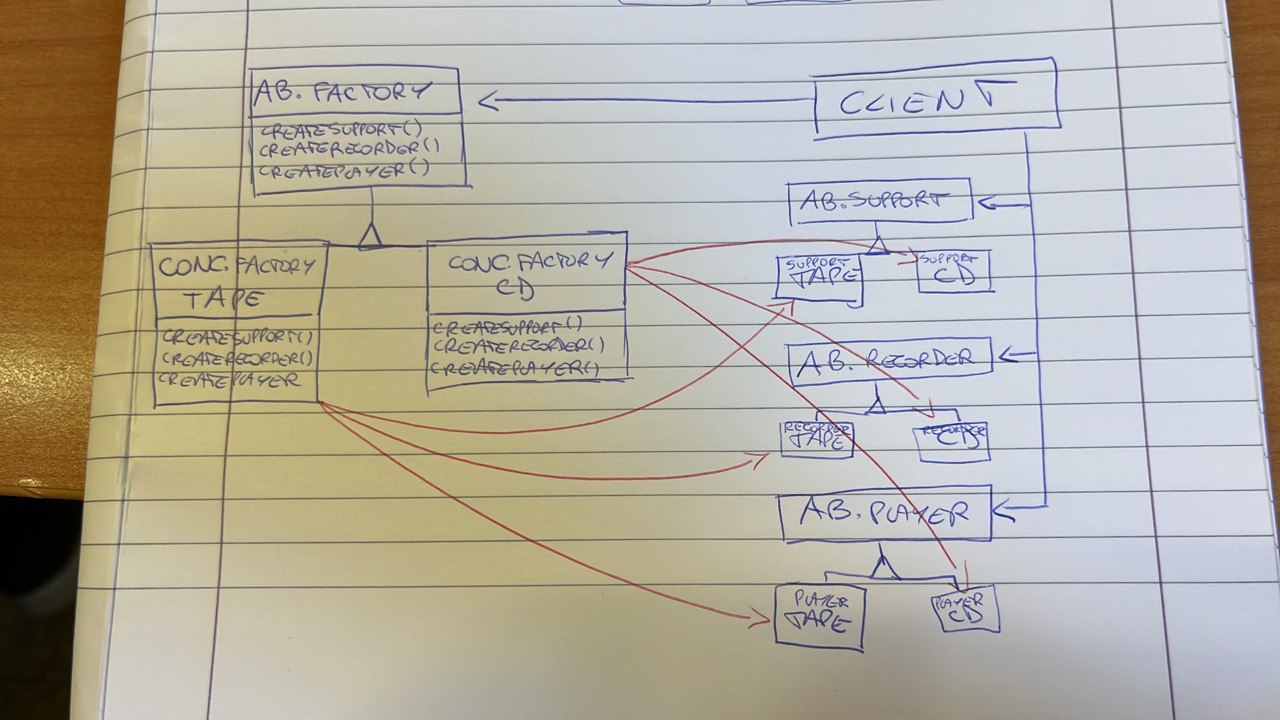 AB. FACTORY
CREATESUPPORT()
CREATERECORDER()
CREATEPLAYER()
CLIENT
AB. SUPPORT
SUPPORT
TAPE
SUPPORT
CD
CONC. FACTORY
TAPE
CREATESUPPORT()
CREATERECORDER()
CREATEPLAYER
CONC. FACTORY
CD
CREATESUPPORT()
CREATERECORDER()
CREATEPLAYER()
AB. RECORDER
RECORDER
TAPE
RECORDER
CD
AB. PLAYER
PLAYER
TAPE
PLAYER
CD